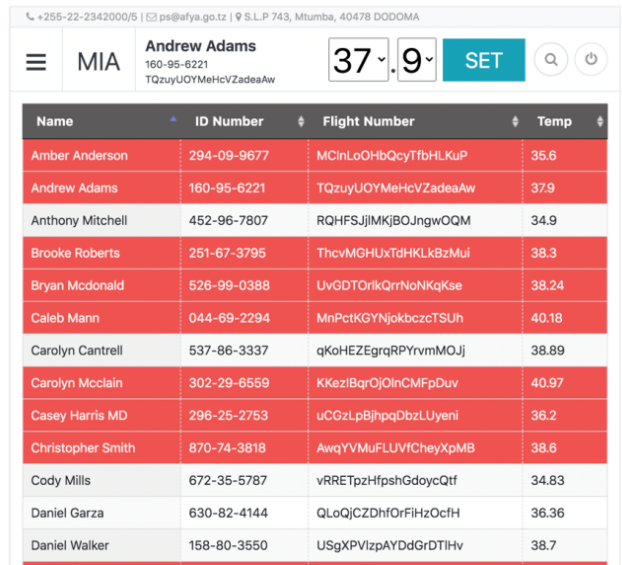 +255-22-2342000/5 | ps@afya.go.tz | S.L.P 743, Mtumba, 40478 DODOMA
MIA
Andrew Adams
160-95-6221
TQzuyUOYMeHcVZadeaAw
37 . 9 SET
Name ID Number Flight Number Temp
Amber Anderson 294-09-9677 MClnLoOHbQcyTfbHLKuP 35.6
Andrew Adams 160-95-6221 TQzuyUOYMeHcVZadeaAw 37.9
Anthony Mitchell 452-96-7807 RQHFSJjlMKjBOJngwOQM 34.9
Brooke Roberts 251-67-3795 ThcvMGHUxTdHKLkBzMui 38.3
Bryan Mcdonald 526-99-0388 UvGDTOrlkQrrNoNKqKse 38.24
Caleb Mann 044-69-2294 MnPctKGYNjokbczcTSUh 40.18
Carolyn Cantrell 537-86-3337 qKoHEZEgrqRPYrvmMOJj 38.89
Carolyn Mcclain 302-29-6559 KKezIBqrOjOlnCMFpDuv 40.97
Casey Harris MD 296-25-2753 uCGzLpBjhpqDbzLUyeni 36.2
Christopher Smith 870-74-3818 AwqYVMuFLUVfCheyXpMB 38.6
Cody Mills 672-35-5787 vRRETpzHfpshGdoycQtf 34.83
Daniel Garza 630-82-4144 QLoQjCZDhfOrFiHzOcfH 36.36
Daniel Walker 158-80-3550 USgXPVlzpAYDdGrDTlHv 38.7